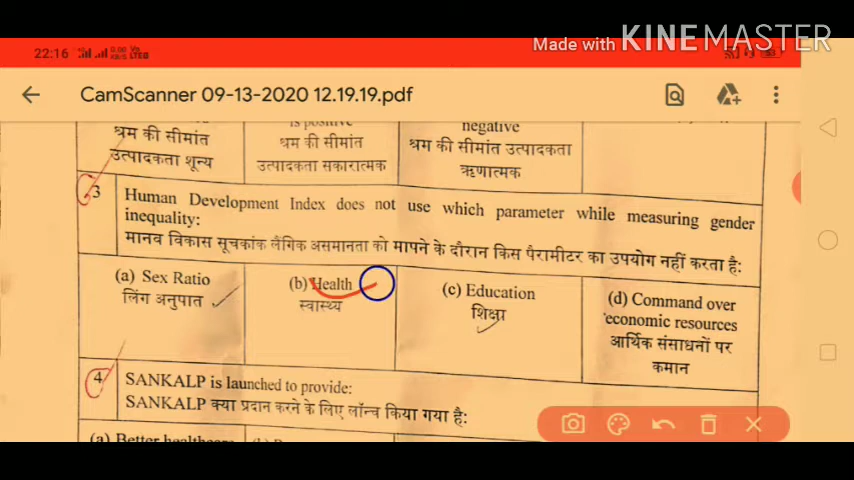 Made with KINEMASTER
22:16
CamScanner 09-13-2020 12.19.19.pdf
श्रम की सीमांत
उत्पादकता शून्य
is positive
श्रम की सीमांत
उत्पादकता सकारात्मक
negative
श्रम की सीमांत उत्पादकता
ऋणात्मक
3
Human Development Index does not use which parameter while measuring gender
inequality:
मानव विकास सूचकांक लैंगिक असमानता को मापने के दौरान किस पैरामीटर का उपयोग नहीं करता है:
(a) Sex Ratio
लिंग अनुपात
(b) Health
स्वास्थ्य
(c) Education
शिक्षा
(d) Command over
economic resources
आर्थिक संसाधनों पर
कमान
4
SANKALP is launched to provide:
SANKALP क्या प्रदान करने के लिए लॉन्च किया गया है:
(a) Better healthcare